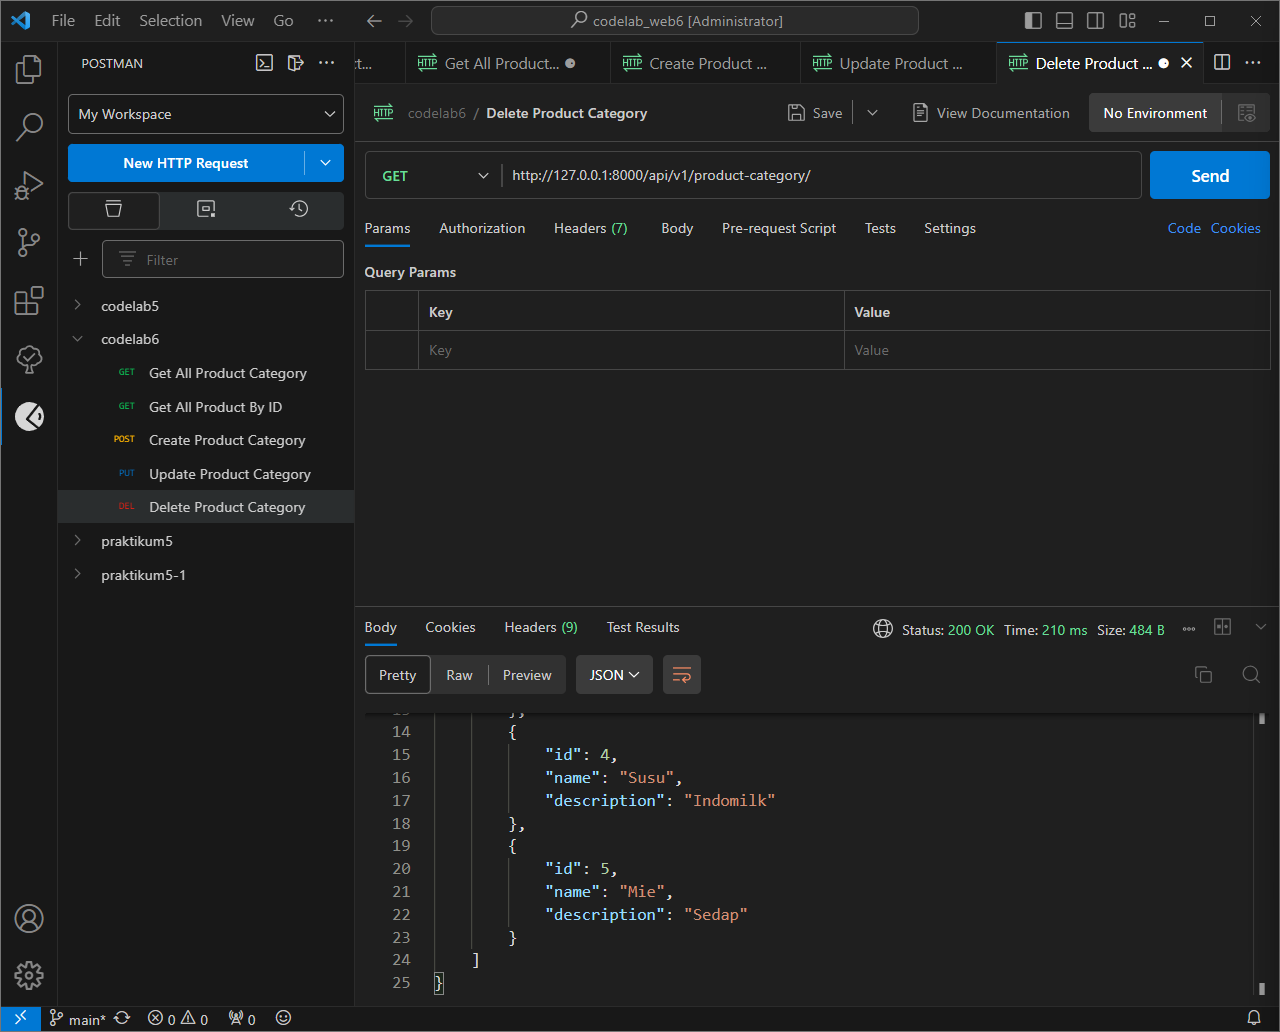 File Edit Selection View Go ··· codelab_web6 [Administrator]
POSTMAN
My Workspace
New HTTP Request
Filter
codelab5
codelab6
GET Get All Product Category
GET Get All Product By ID
POST Create Product Category
PUT Update Product Category
DEL Delete Product Category
praktikum5
praktikum5-1
HTTP Get All Product...
HTTP Create Product ...
HTTP Update Product ...
HTTP Delete Product ...
HTTP codelab6 / Delete Product Category
Save
View Documentation
No Environment
GET http://127.0.0.1:8000/api/v1/product-category/
Send
Params Authorization Headers (7) Body Pre-request Script Tests Settings Code Cookies
Query Params
Key Value
Key Value
Body Cookies Headers (9) Test Results Status: 200 OK Time: 210 ms Size: 484 B
Pretty Raw Preview JSON
14 {
15 "id": 4,
16 "name": "Susu",
17 "description": "Indomilk"
18 },
19 {
20 "id": 5,
21 "name": "Mie",
22 "description": "Sedap"
23 }
24 ]
25 }
main* 0 0 0